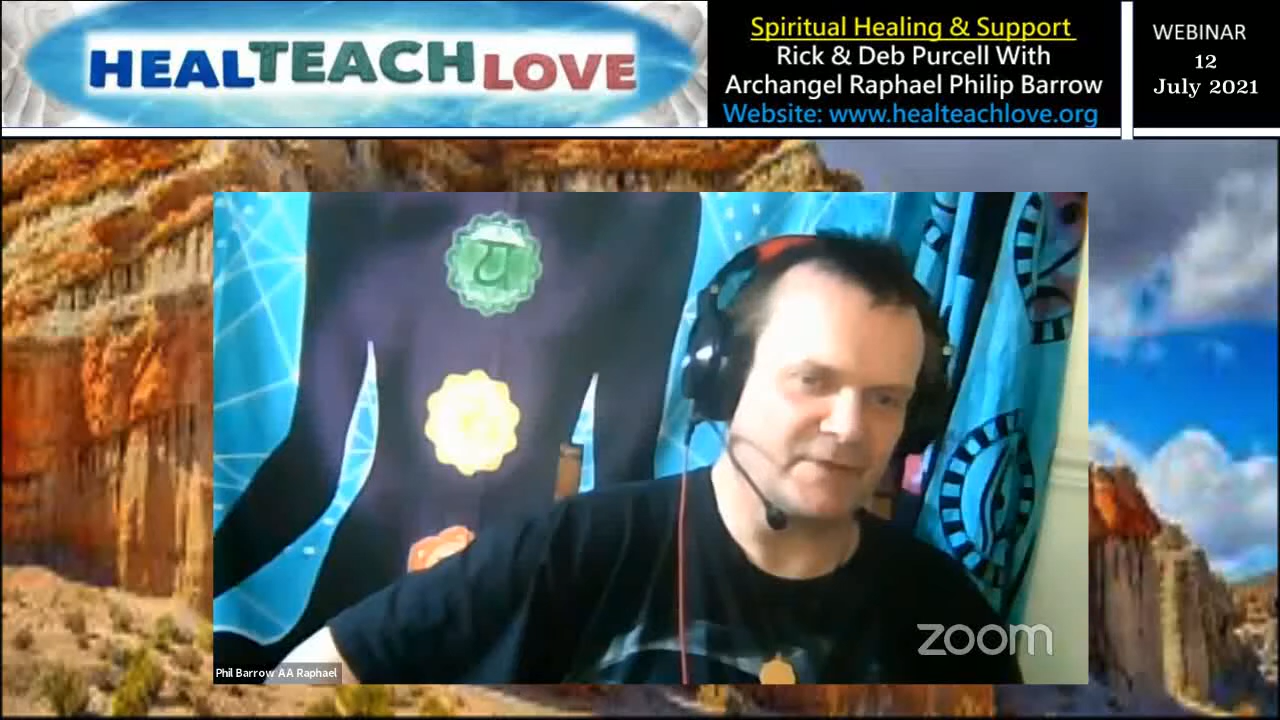 HEALTEACHLOVE
Spiritual Healing & Support
Rick & Deb Purcell With
Archangel Raphael Philip Barrow
Website: www.healteachlove.org
WEBINAR
12
July 2021
य
zoom
Phil Barrow AA Raphael